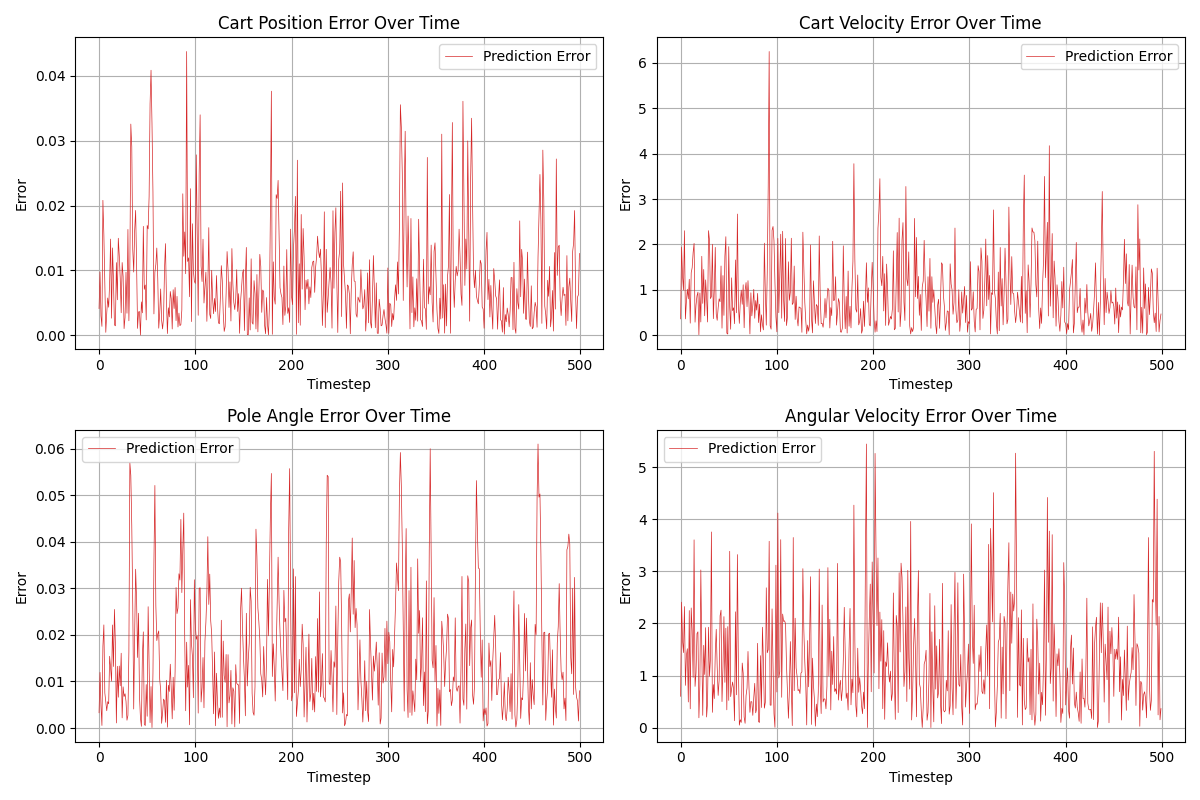 Cart Position Error Over Time
Prediction Error
Error
0.04
0.03
0.02
0.01
0.00
0 100 200 300 400 500
Timestep
Cart Velocity Error Over Time
Prediction Error
Error
6
5
4
3
2
1
0
0 100 200 300 400 500
Timestep
Pole Angle Error Over Time
Prediction Error
Error
0.06
0.05
0.04
0.03
0.02
0.01
0.00
0 100 200 300 400 500
Timestep
Angular Velocity Error Over Time
Prediction Error
Error
5
4
3
2
1
0
0 100 200 300 400 500
Timestep